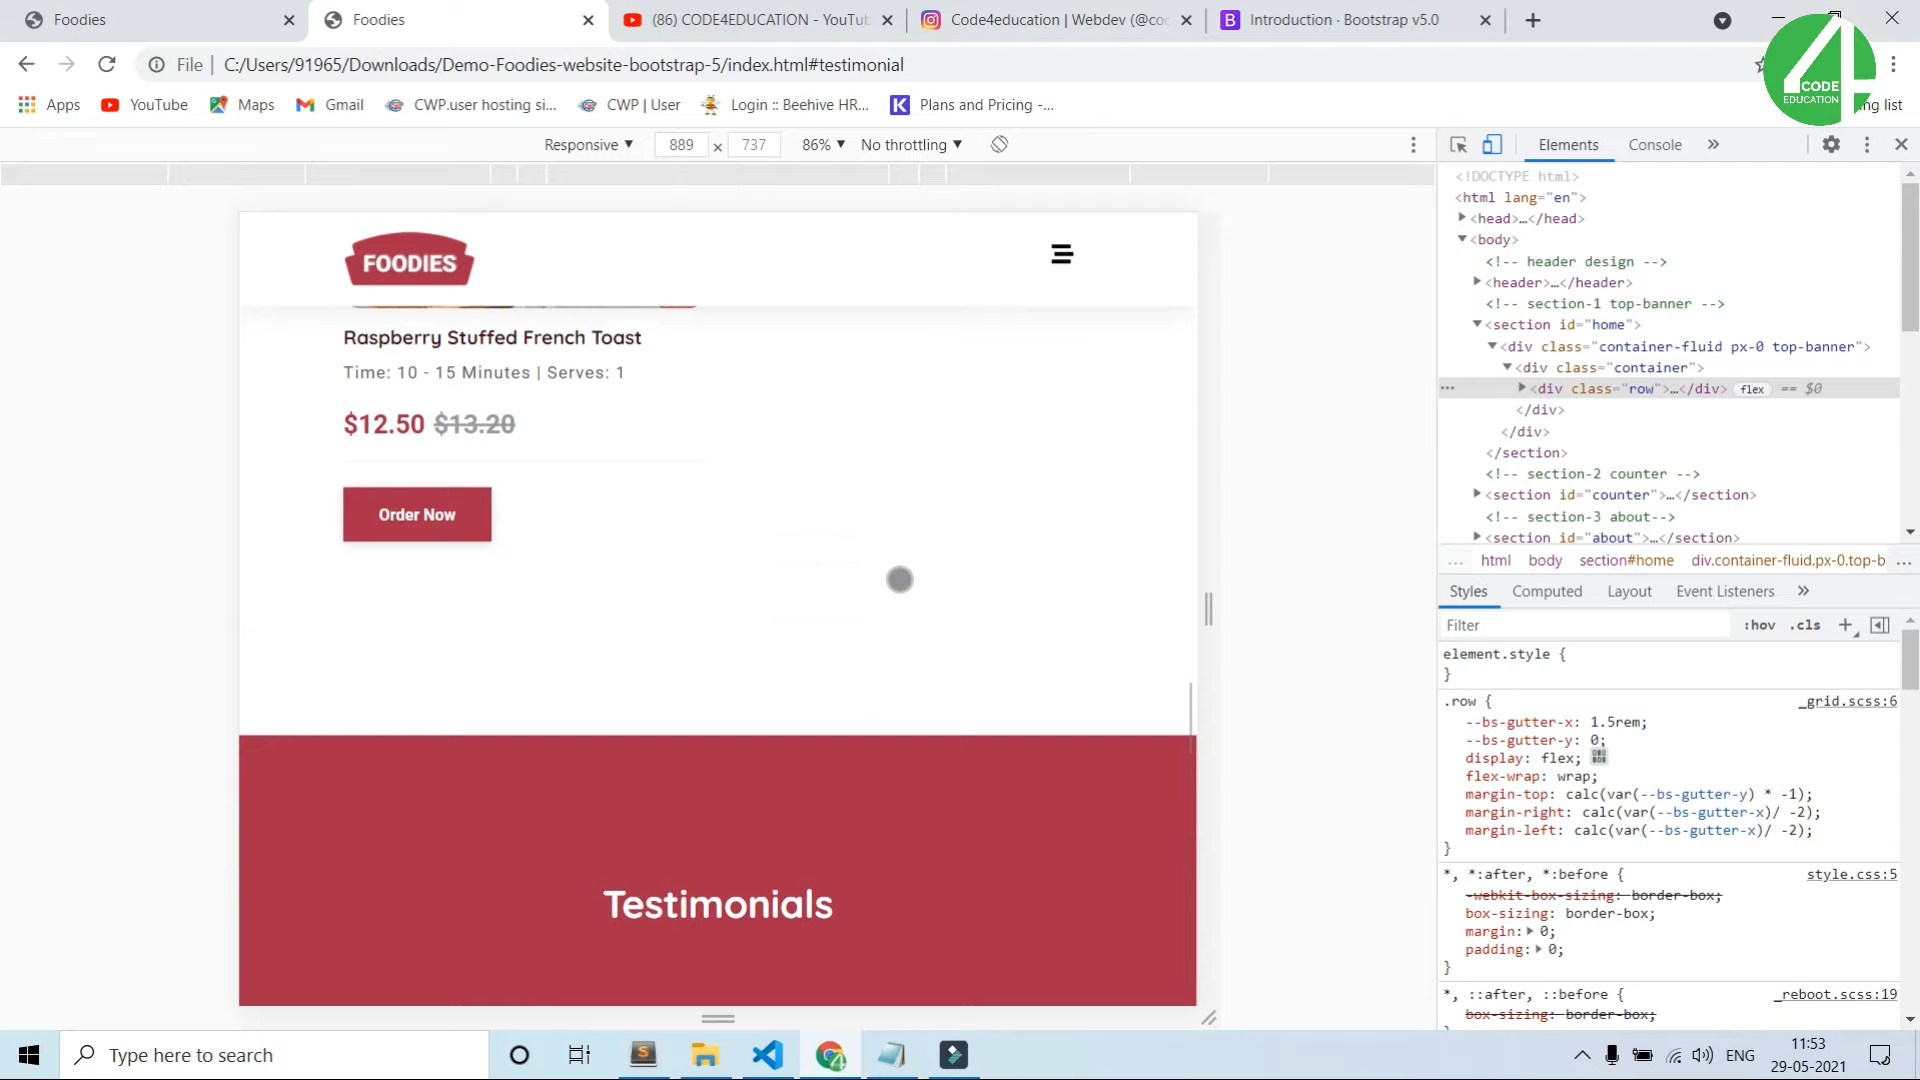 Foodies
Foodies
(86) CODE4EDUCATION - YouTu
Code4education | Webdev (@co
Introduction · Bootstrap v5.0
File | C:/Users/91965/Downloads/Demo-Foodies-website-bootstrap-5/index.html#testimonial
CODE
EDUCATION
Apps
YouTube
Maps
Gmail
CWP.user hosting si...
CWP | User
Login :: Beehive HR...
Plans and Pricing -...
ng list
Responsive
889 x 737
86%
No throttling
Elements
Console
FOODIES
Raspberry Stuffed French Toast
Time: 10 - 15 Minutes | Serves: 1
$12.50 $13.20
Order Now
Testimonials
<!DOCTYPE html>
<html lang="en">
<head>…</head>
<body>
<!-- header design -->
<header>…</header>
<!-- section-1 top-banner -->
<section id="home">
<div class="container-fluid px-0 top-banner">
<div class="container">
<div class="row">…</div> flex == $0
</div>
</div>
</section>
<!-- section-2 counter -->
<section id="counter">…</section>
<!-- section-3 about-->
<section id="about">…</section>
... html body section#home div.container-fluid.px-0.top-b ...
Styles Computed Layout Event Listeners
Filter
:hov .cls +
element.style {
}
.row { _grid.scss:6
--bs-gutter-x: 1.5rem;
--bs-gutter-y: 0;
display: flex;
flex-wrap: wrap;
margin-top: calc(var(--bs-gutter-y) * -1);
margin-right: calc(var(--bs-gutter-x)/ -2);
margin-left: calc(var(--bs-gutter-x)/ -2);
}
*, *:after, *:before { style.css:5
-webkit-box-sizing: border-box;
box-sizing: border-box;
margin: 0;
padding: 0;
}
*, ::after, ::before { _reboot.scss:19
box-sizing: border-box;
Type here to search
ENG
11:53
29-05-2021